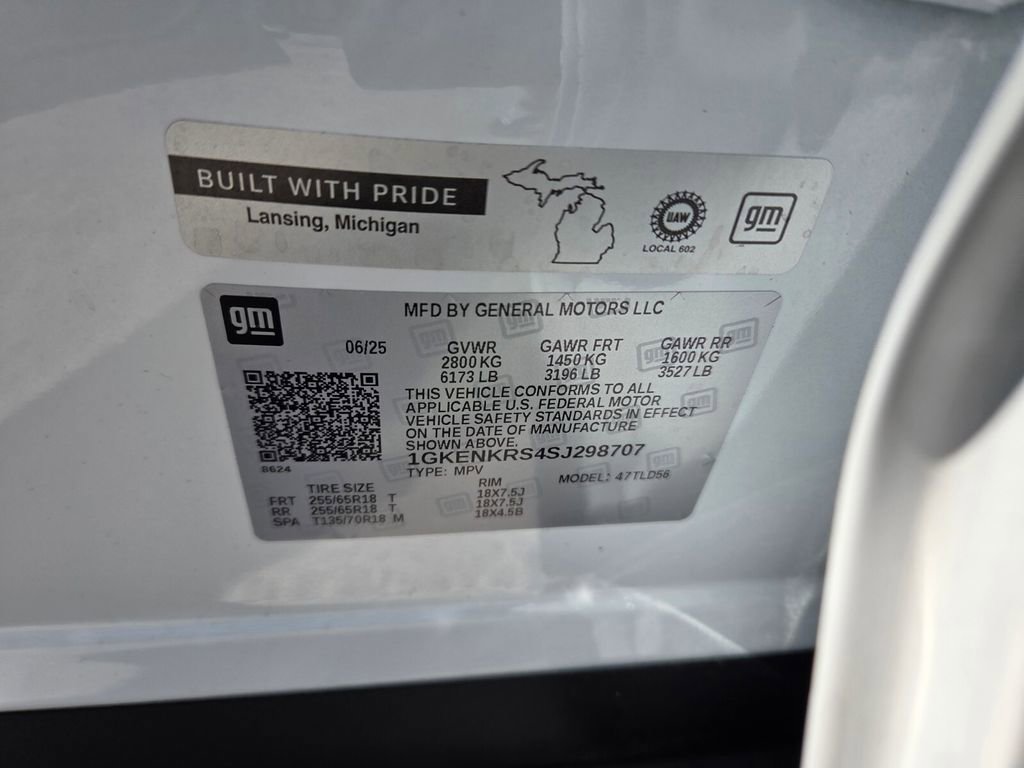 BUILT WITH PRIDE
Lansing, Michigan
UAW
LOCAL 602
gm
gm
MFD BY GENERAL MOTORS LLC
06/25 GVWR GAWR FRT GAWR RR
2800 KG 1450 KG 1600 KG
6173 LB 3196 LB 3527 LB
THIS VEHICLE CONFORMS TO ALL
APPLICABLE U.S. FEDERAL MOTOR
VEHICLE SAFETY STANDARDS IN EFFECT
ON THE DATE OF MANUFACTURE
SHOWN ABOVE.
1GKENKRS4SJ298707
8624 TYPE: MPV MODEL: 47TLD56
TIRE SIZE RIM
FRT 255/65R18 T 18X7.5J
RR 255/65R18 T 18X7.5J
SPA T135/70R18 M 18X4.5B